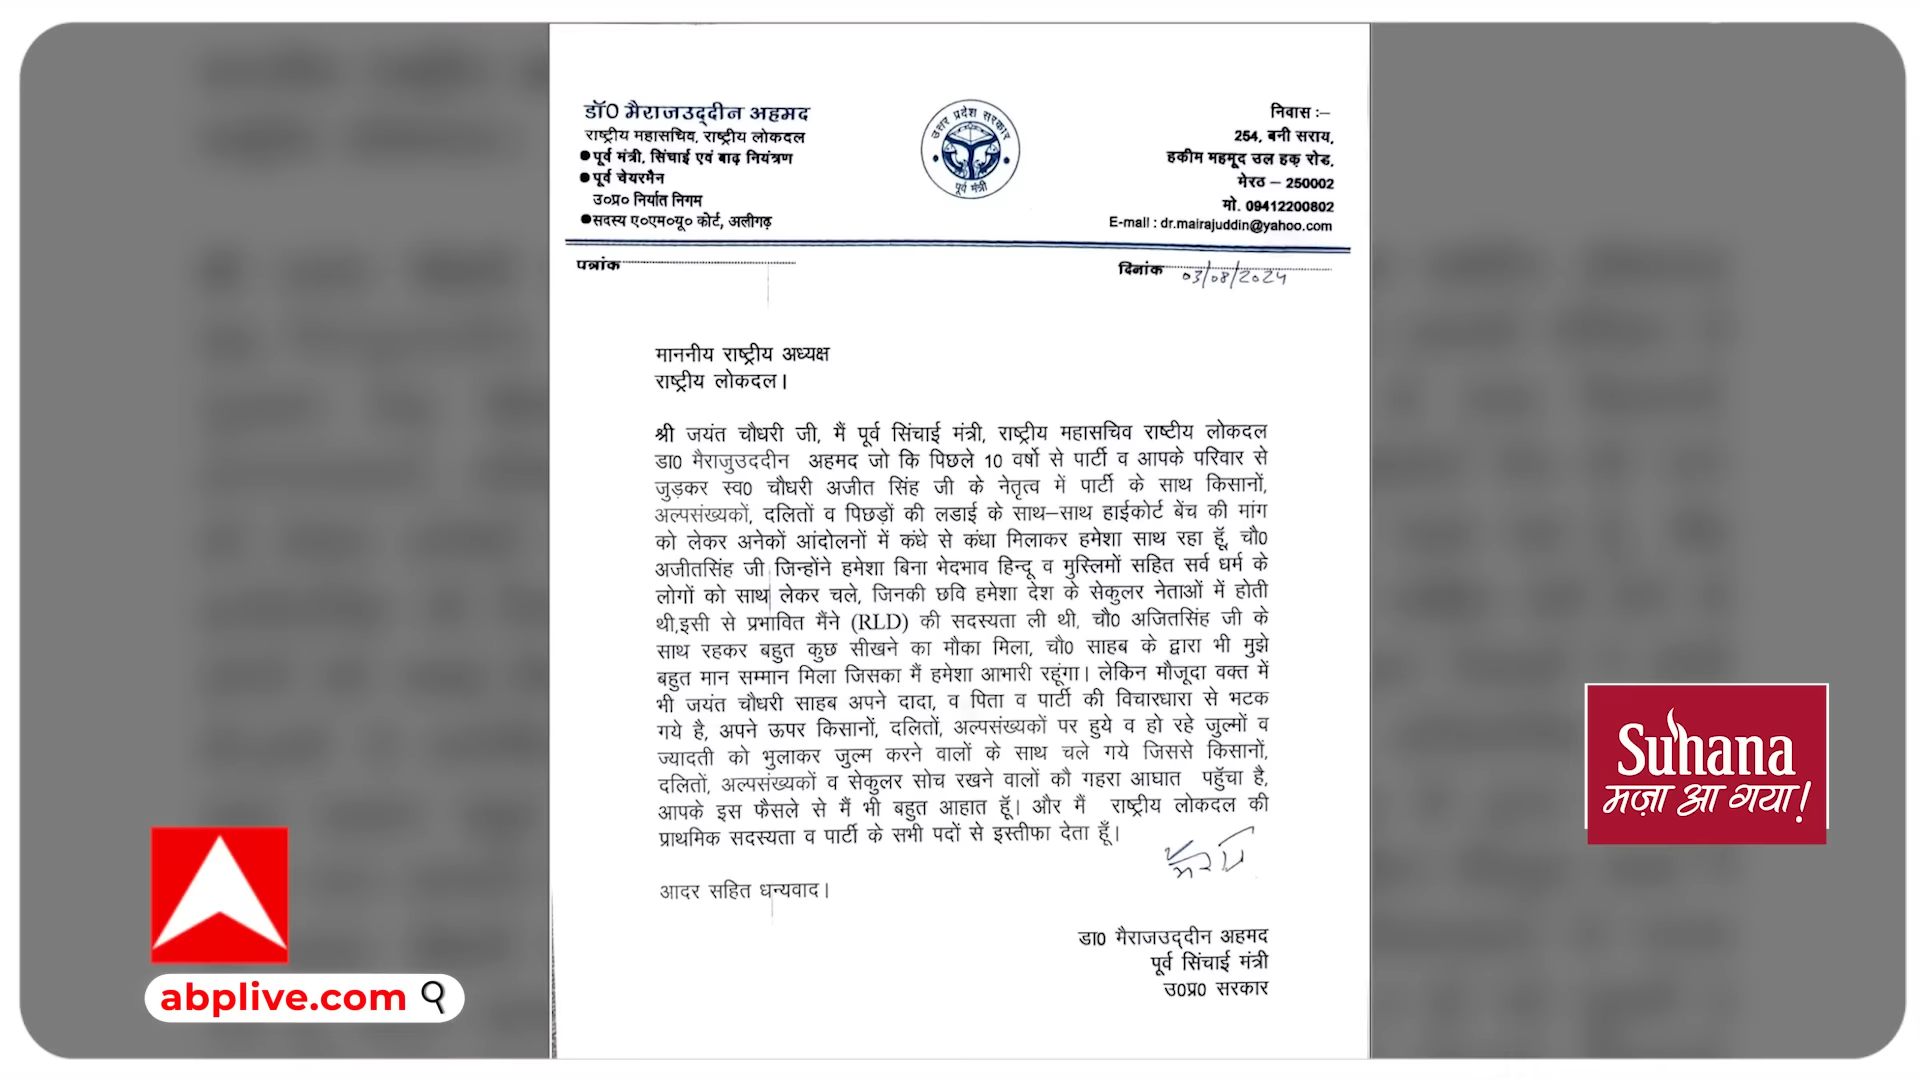 डॉ0 मैराजउद्दीन अहमद
राष्ट्रीय महासचिव, राष्ट्रीय लोकदल
●पूर्व मंत्री, सिंचाई एवं बाढ़ नियंत्रण
●पूर्व चेयरमैन
उ०प्र० निर्यात निगम
●सदस्य ए०एम०यू० कोर्ट, अलीगढ़
उत्तर प्रदेश सरकार
पूर्व मंत्री
निवास :–
254, बनी सराय,
हकीम महमूद उल हक़ रोड,
मेरठ – 250002
मो. 09412200802
E-mail : dr.mairajuddin@yahoo.com
पत्रांक
दिनांक 03/08/2024
माननीय राष्ट्रीय अध्यक्ष
राष्ट्रीय लोकदल।
श्री जयंत चौधरी जी, मैं पूर्व सिंचाई मंत्री, राष्ट्रीय महासचिव राष्टीय लोकदल
डा0 मैराजुउददीन अहमद जो कि पिछले 10 वर्षो से पार्टी व आपके परिवार से
जुड़कर स्व0 चौधरी अजीत सिंह जी के नेतृत्व में पार्टी के साथ किसानों,
अल्पसंख्यकों, दलितों व पिछड़ों की लडाई के साथ–साथ हाईकोर्ट बेंच की मांग
को लेकर अनेकों आंदोलनों में कंधे से कंधा मिलाकर हमेशा साथ रहा हूॅ, चौ0
अजीतसिंह जी जिन्होंने हमेशा बिना भेदभाव हिन्दू व मुस्लिमों सहित सर्व धर्म के
लोगों को साथ लेकर चले, जिनकी छवि हमेशा देश के सेकुलर नेताओं में होती
थी,इसी से प्रभावित मैंने (RLD) की सदस्यता ली थी, चौ0 अजितसिंह जी के
साथ रहकर बहुत कुछ सीखने का मौका मिला, चौ0 साहब के द्वारा भी मुझे
बहुत मान सम्मान मिला जिसका मैं हमेशा आभारी रहूंगा। लेकिन मौजूदा वक्त में
भी जयंत चौधरी साहब अपने दादा, व पिता व पार्टी की विचारधारा से भटक
गये है, अपने ऊपर किसानों, दलितों, अल्पसंख्यकों पर हुये व हो रहे जुल्मों व
ज्यादती को भुलाकर जुल्म करने वालों के साथ चले गये जिससे किसानों,
दलितों, अल्पसंख्यकों व सेकुलर सोच रखने वालों कौ गहरा आघात पहुॅचा है,
आपके इस फैसले से मैं भी बहुत आहात हूॅ। और मैं राष्ट्रीय लोकदल की
प्राथमिक सदस्यता व पार्टी के सभी पदों से इस्तीफा देता हूँ।
आदर सहित धन्यवाद।
डा0 मैराजउद्दीन अहमद
पूर्व सिंचाई मंत्री
उ0प्र0 सरकार
Suhana
मज़ा आ गया!
abplive.com